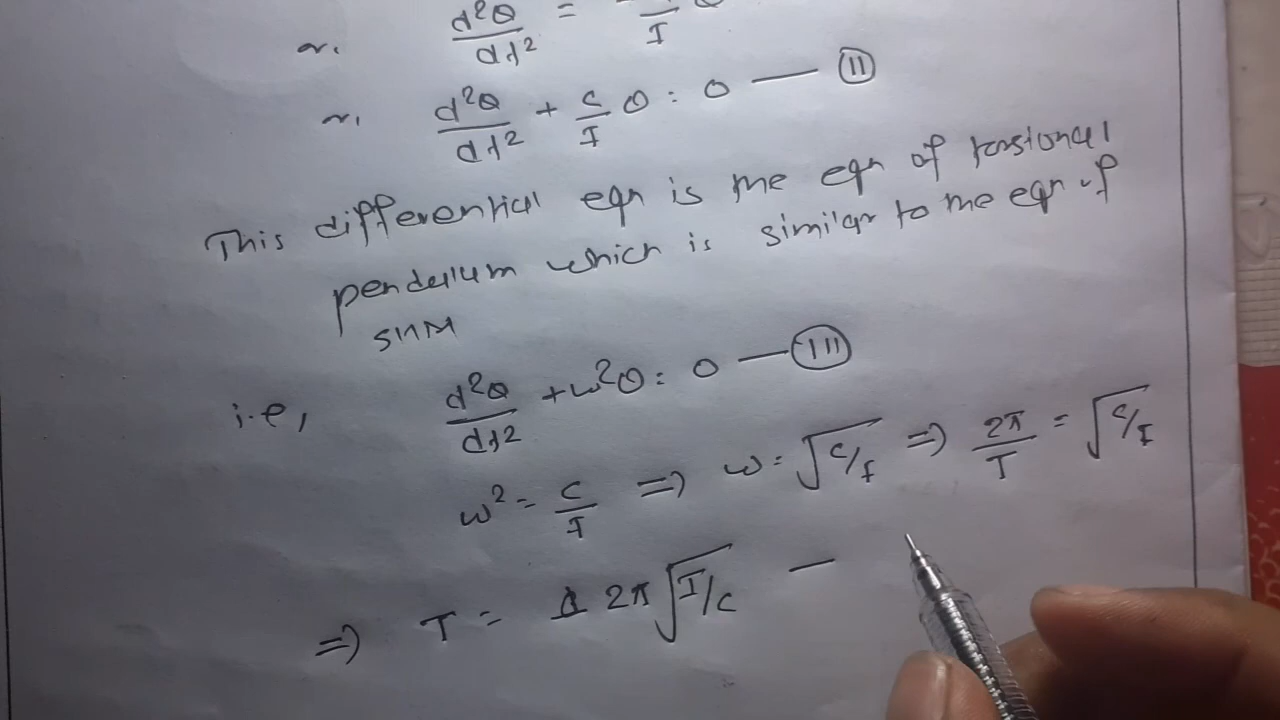 or, d²θ/dt² = /I θ
or, d²θ/dt² + C/I θ = 0 — (II)
This differential eqn is the eqn of torsional
pendulum which is similar to the eqn of
SHM
i.e, d²θ/dt² + ω²θ = 0 — (III)
ω² = C/I => ω = √C/I => 2π/T = √C/I
=> T = 2π√I/C —